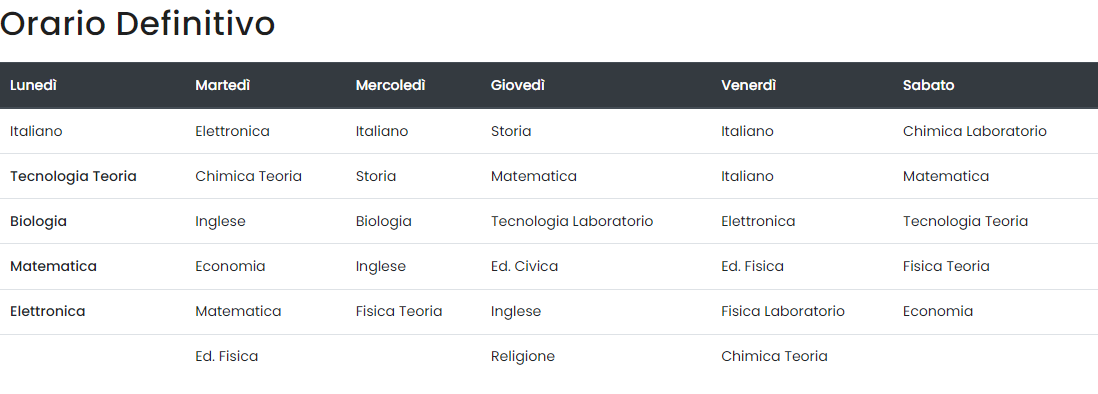 Orario Definitivo
Lunedì Martedì Mercoledì Giovedì Venerdì Sabato
Italiano Elettronica Italiano Storia Italiano Chimica Laboratorio
Tecnologia Teoria Chimica Teoria Storia Matematica Italiano Matematica
Biologia Inglese Biologia Tecnologia Laboratorio Elettronica Tecnologia Teoria
Matematica Economia Inglese Ed. Civica Ed. Fisica Fisica Teoria
Elettronica Matematica Fisica Teoria Inglese Fisica Laboratorio Economia
Ed. Fisica Religione Chimica Teoria